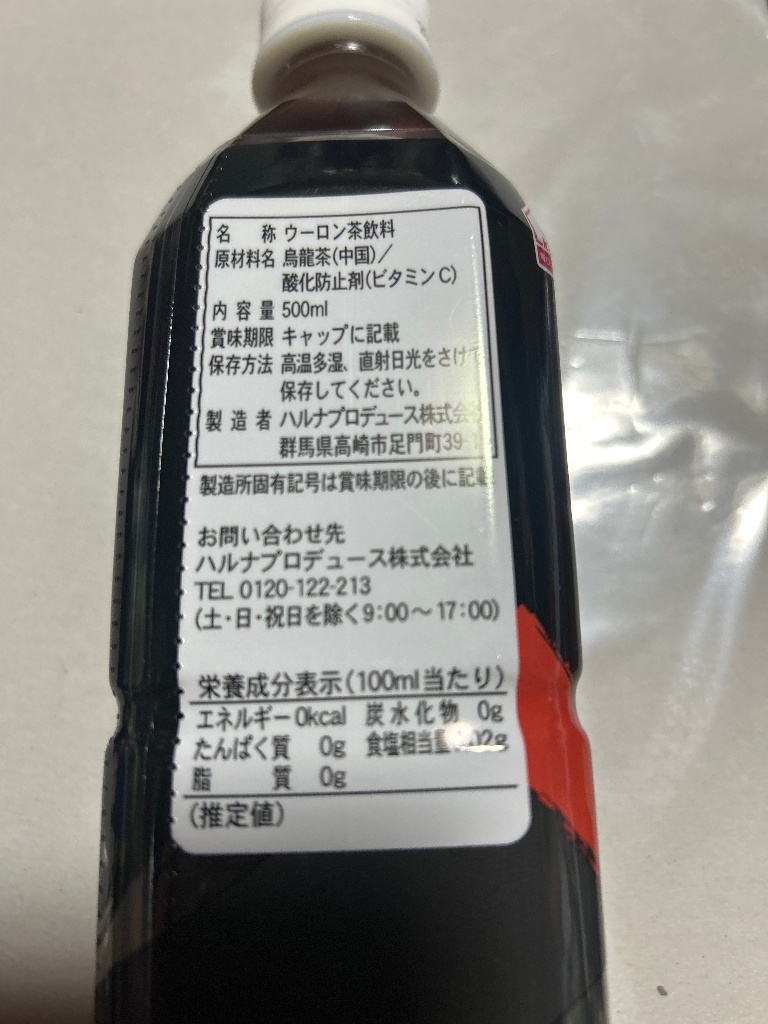 名称 ウーロン茶飲料
原材料名 烏龍茶(中国)/
酸化防止剤(ビタミンC)
内容量 500ml
賞味期限 キャップに記載
保存方法 高温多湿、直射日光をさけて
保存してください。
製造者 ハルナプロデュース株式会
群馬県高崎市足門町39-
製造所固有記号は賞味期限の後に記載
お問い合わせ先
ハルナプロデュース株式会社
TEL 0120-122-213
(土・日・祝日を除く9:00〜17:00)
栄養成分表示(100ml当たり)
エネルギー 0kcal 炭水化物 0g
たんぱく質 0g 食塩相当量
脂質 0g
(推定値)